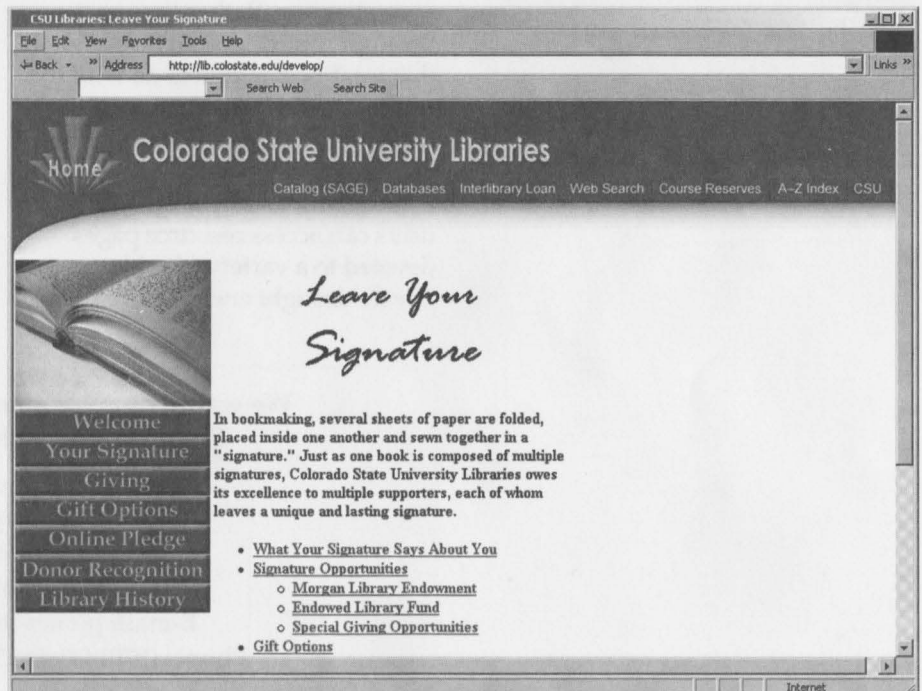 CSU Libraries: Leave Your Signature
File Edit View Favorites Tools Help
Back » Address http://lib.colostate.edu/develop/ Links »
Search Web Search Site
Home
Colorado State University Libraries
Catalog (SAGE) Databases Interlibrary Loan Web Search Course Reserves A-Z Index CSU
Leave Your
Signature
Welcome
Your Signature
Giving
Gift Options
Online Pledge
Donor Recognition
Library History
In bookmaking, several sheets of paper are folded,
placed inside one another and sewn together in a
"signature." Just as one book is composed of multiple
signatures, Colorado State University Libraries owes
its excellence to multiple supporters, each of whom
leaves a unique and lasting signature.
• What Your Signature Says About You
• Signature Opportunities
○ Morgan Library Endowment
○ Endowed Library Fund
○ Special Giving Opportunities
• Gift Options
Internet